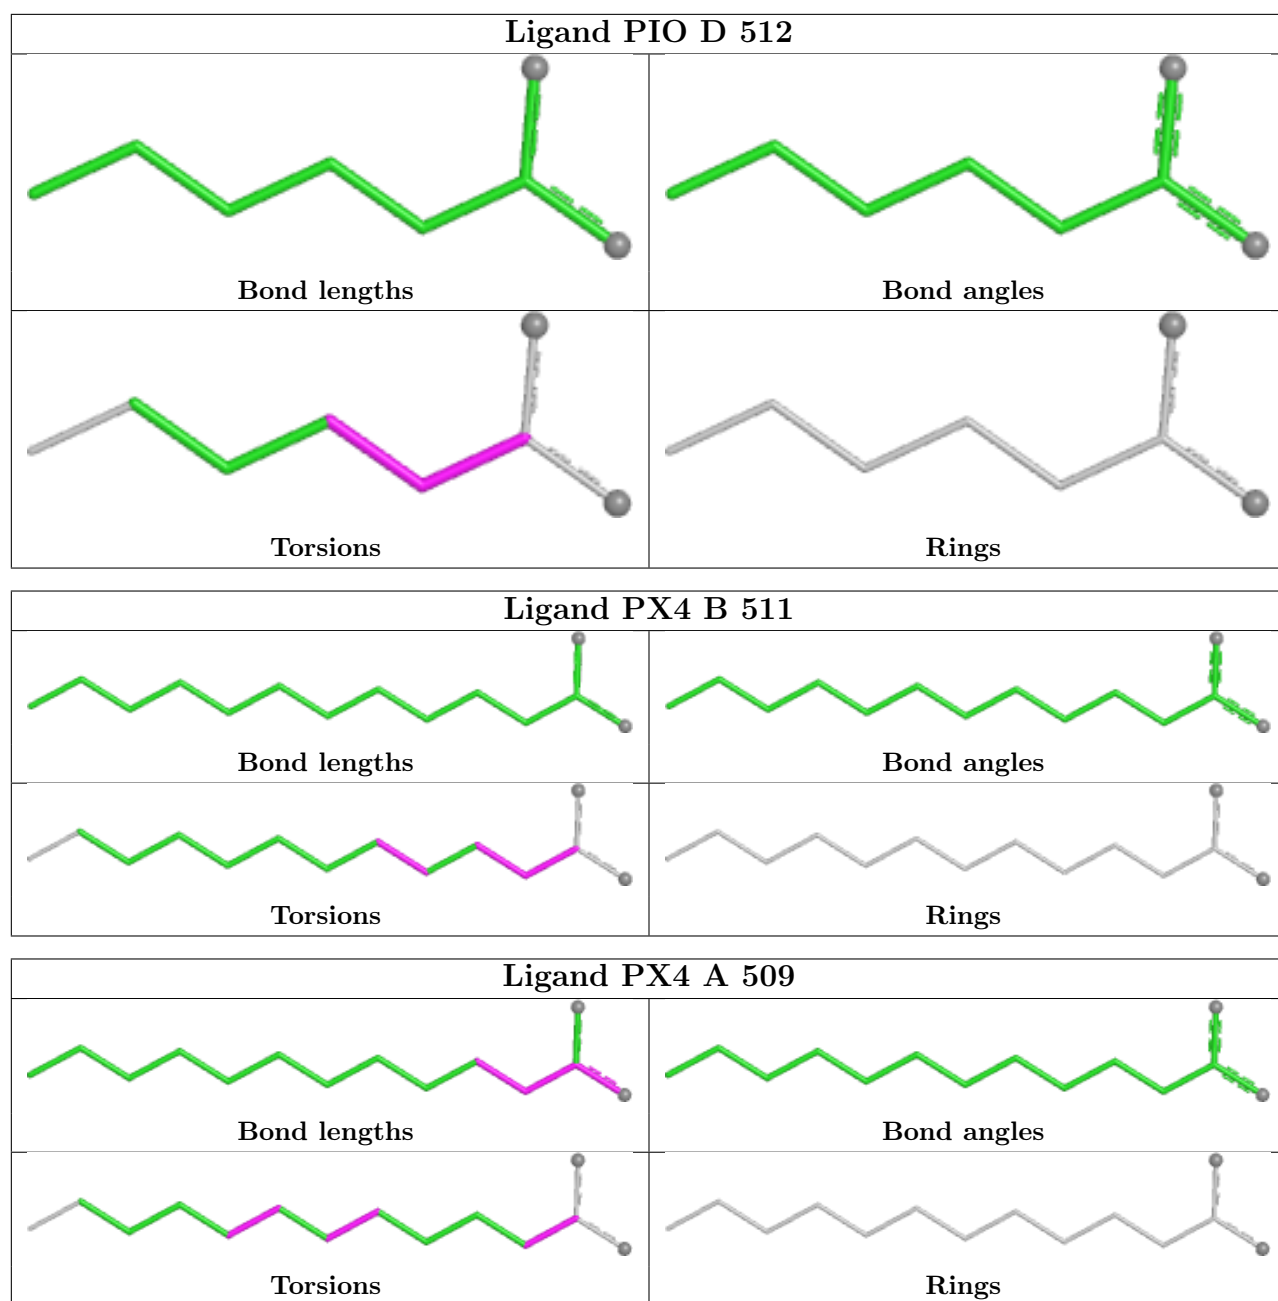 Ligand PIO D 512
Bond lengths
Bond angles
Torsions
Rings
Ligand PX4 B 511
Bond lengths
Bond angles
Torsions
Rings
Ligand PX4 A 509
Bond lengths
Bond angles
Torsions
Rings